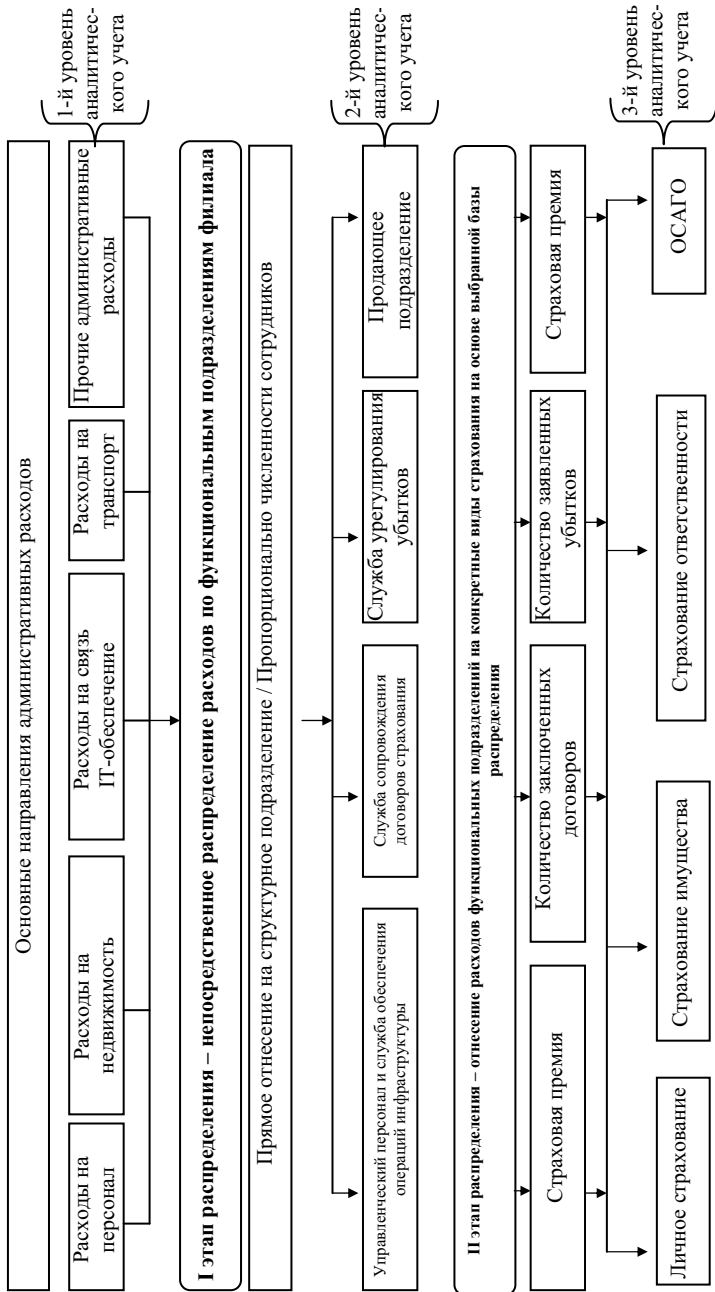 Основные направления административных расходов
Расходы на
персонал
Расходы на
недвижимость
Расходы на связь
IT-обеспечение
Расходы на
транспорт
Прочие административные
расходы
1-й уровень
аналитичес-
кого учета
I этап распределения – непосредственное распределение расходов по функциональным подразделениям филиала
Прямое отнесение на структурное подразделение / Пропорционально численности сотрудников
Управленческий персонал и служба обеспечения
операций инфраструктуры
Служба сопровождения
договоров страхования
Служба урегулирования
убытков
Продающее
подразделение
2-й уровень
аналитичес-
кого учета
II этап распределения – отнесение расходов функциональных подразделений на конкретные виды страхования на основе выбранной базы
распределения
Страховая премия
Количество заключенных
договоров
Количество заявленных
убытков
Страховая премия
Личное страхование
Страхование имущества
Страхование ответственности
ОСАГО
3-й уровень
аналитичес-
кого учета